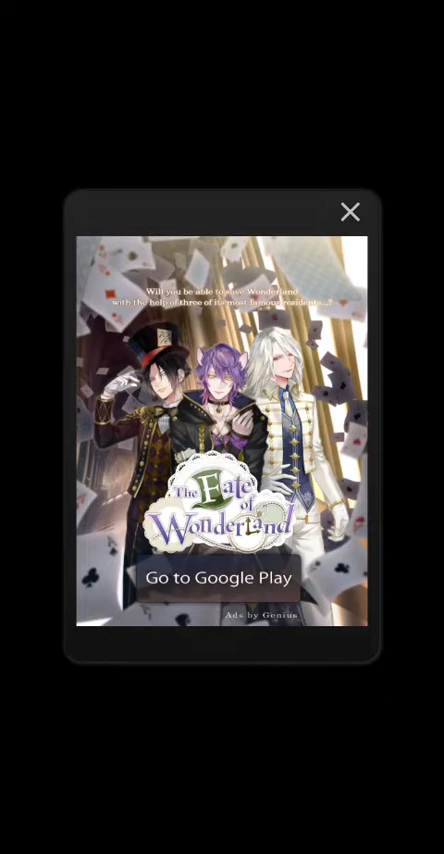 Will you be able to save Wonderland
with the help of three of its most famous residents...?
The Fate
of
Wonderland
Go to Google Play
Ads by Genius